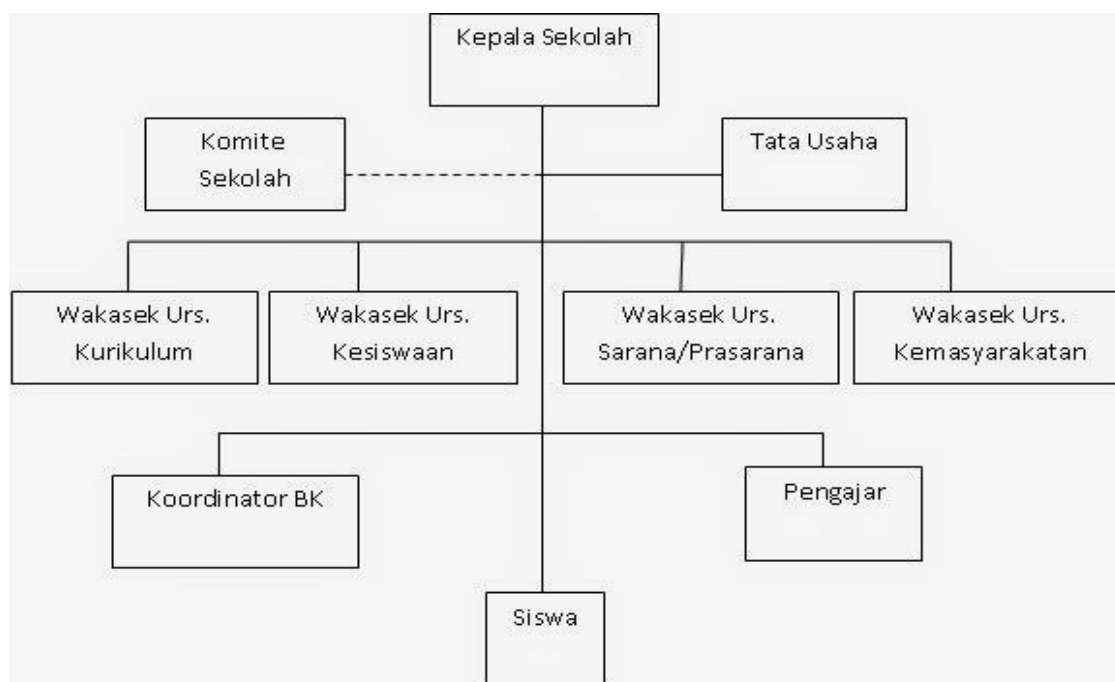 Kepala Sekolah
Komite
Sekolah
Tata Usaha
Wakasek Urs.
Kurikulum
Wakasek Urs.
Kesiswaan
Wakasek Urs.
Sarana/Prasarana
Wakasek Urs.
Kemasyarakatan
Koordinator BK
Pengajar
Siswa